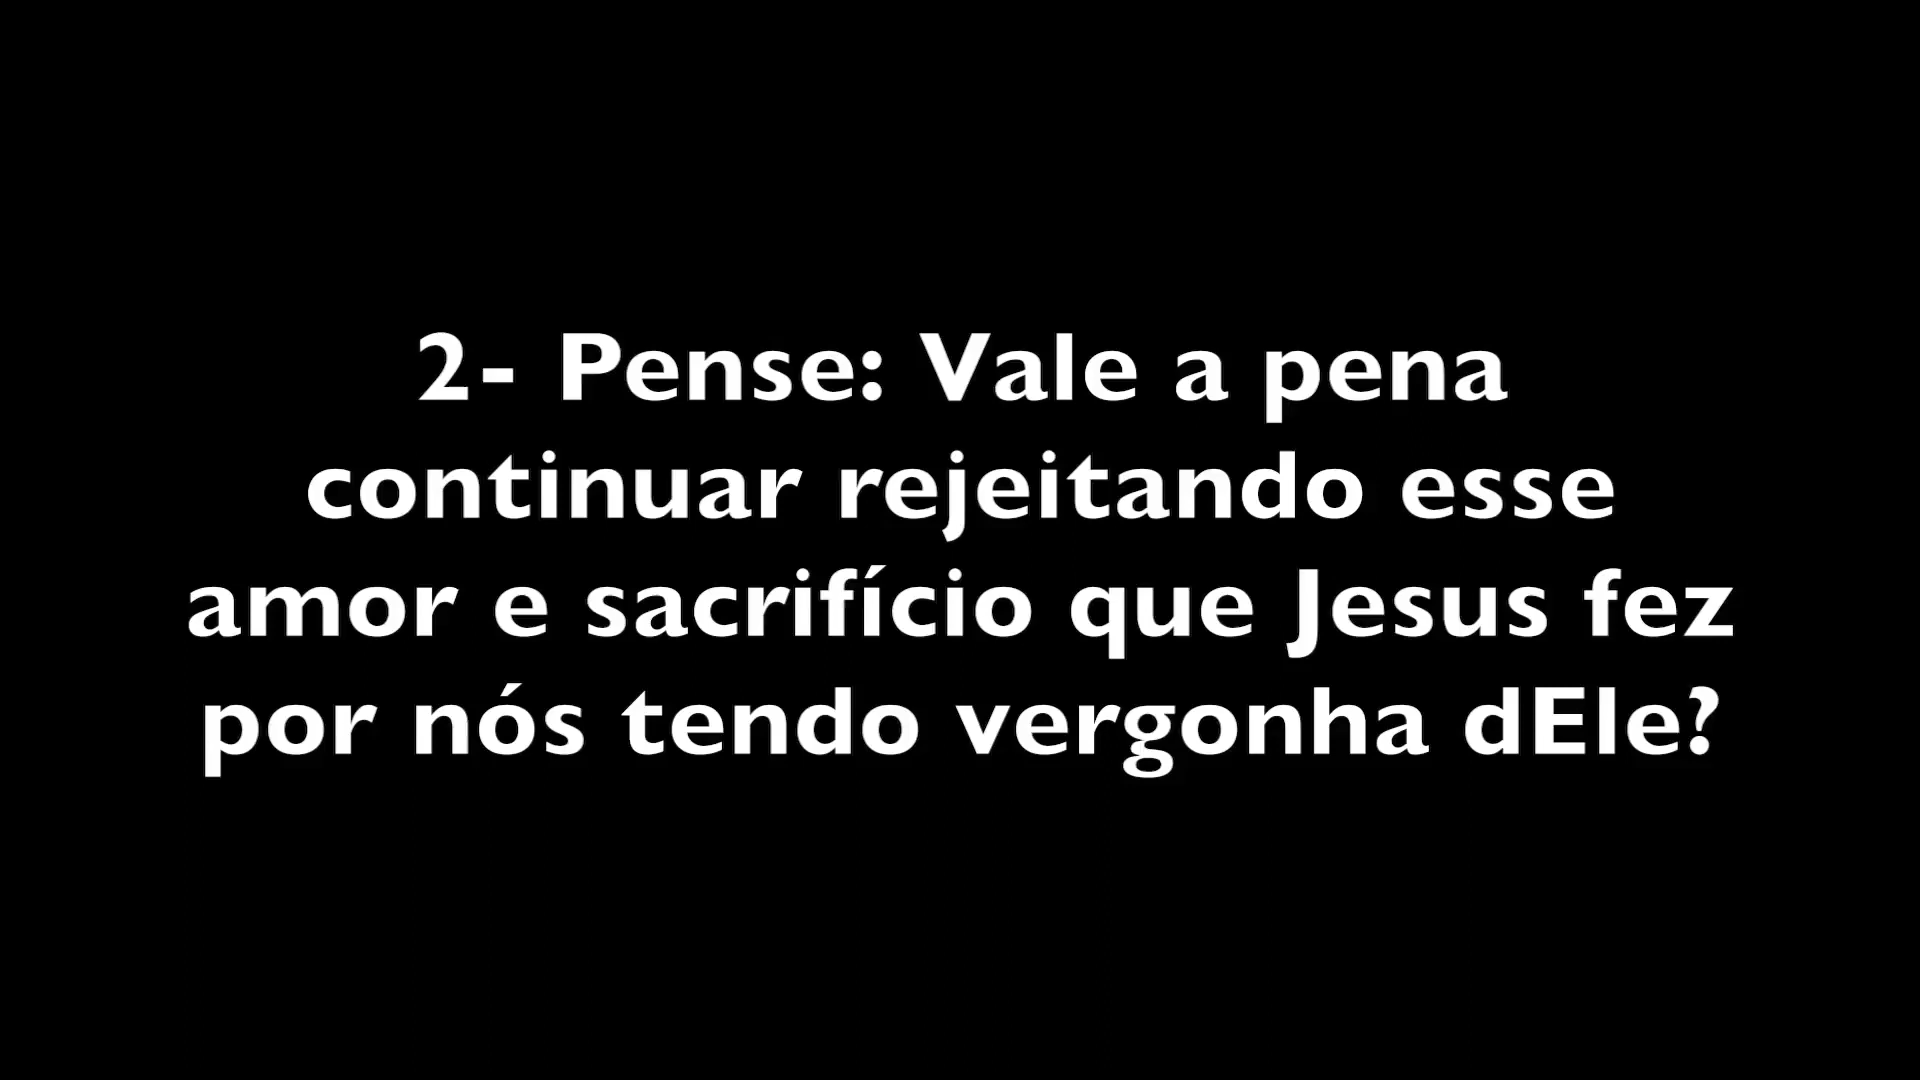 2- Pense: Vale a pena
continuar rejeitando esse
amor e sacrifício que Jesus fez
por nós tendo vergonha dEle?